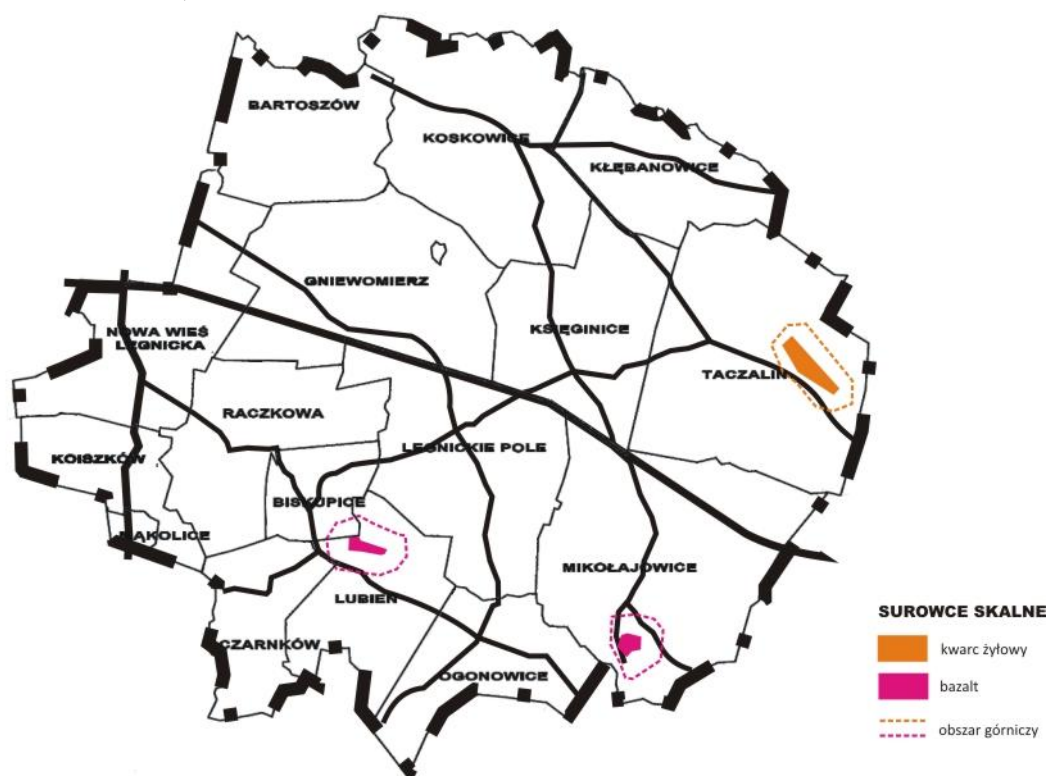 BARTOSZÓW
KOSKOWICE
KŁĘBANOWICE
GNIEWOMIERZ
KSIĘGINICE
NOWA WIEŚ
LEGNICKA
TACZALIN
RACZKOWA
LEGNICKIE POLE
KOISZKÓW
BISKUPICE
MĄKOLICE
MIKOŁAJOWICE
LUBIEŃ
CZARNKÓW
OGONOWICE
SUROWCE SKALNE
kwarc żyłowy
bazalt
obszar górniczy